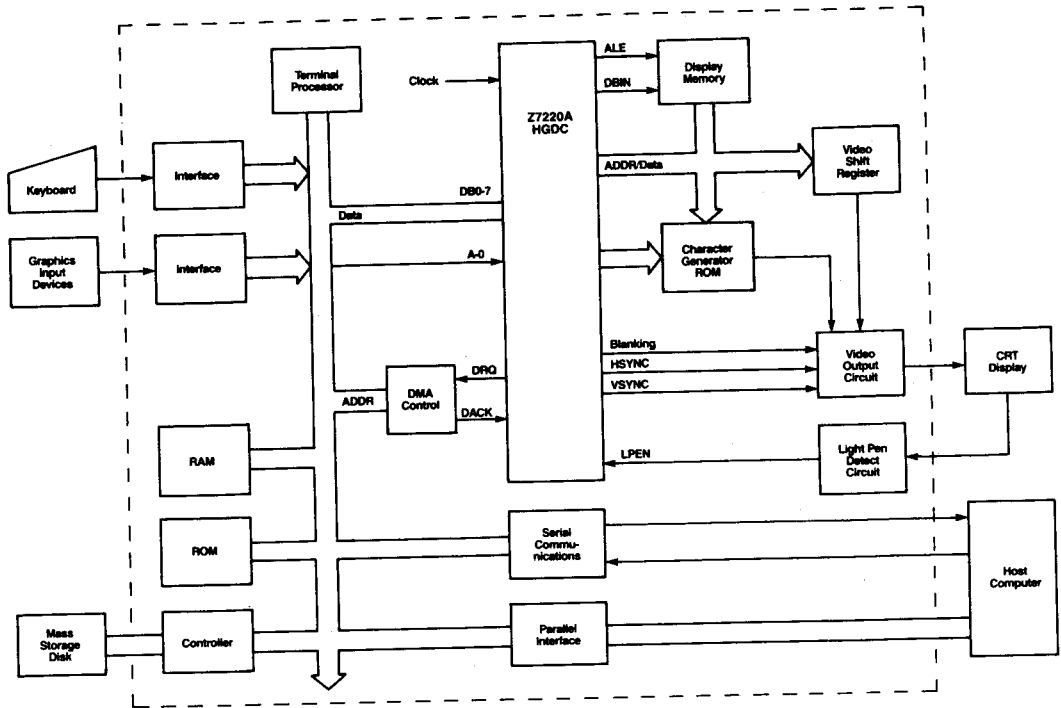 Terminal
Processor
Clock
Z7220A
HGDC
ALE
DBIN
Display
Memory
Keyboard
Interface
ADDR/Data
Video
Shift
Register
DB0-7
Data
Graphics
Input
Devices
Interface
A-0
Character
Generator
ROM
Blanking
HSYNC
VSYNC
Video
Output
Circuit
CRT
Display
DRQ
DMA
Control
ADDR
DACK
RAM
LPEN
Light Pen
Detect
Circuit
ROM
Serial
Commu-
nications
Host
Computer
Mass
Storage
Disk
Controller
Parallel
Interface